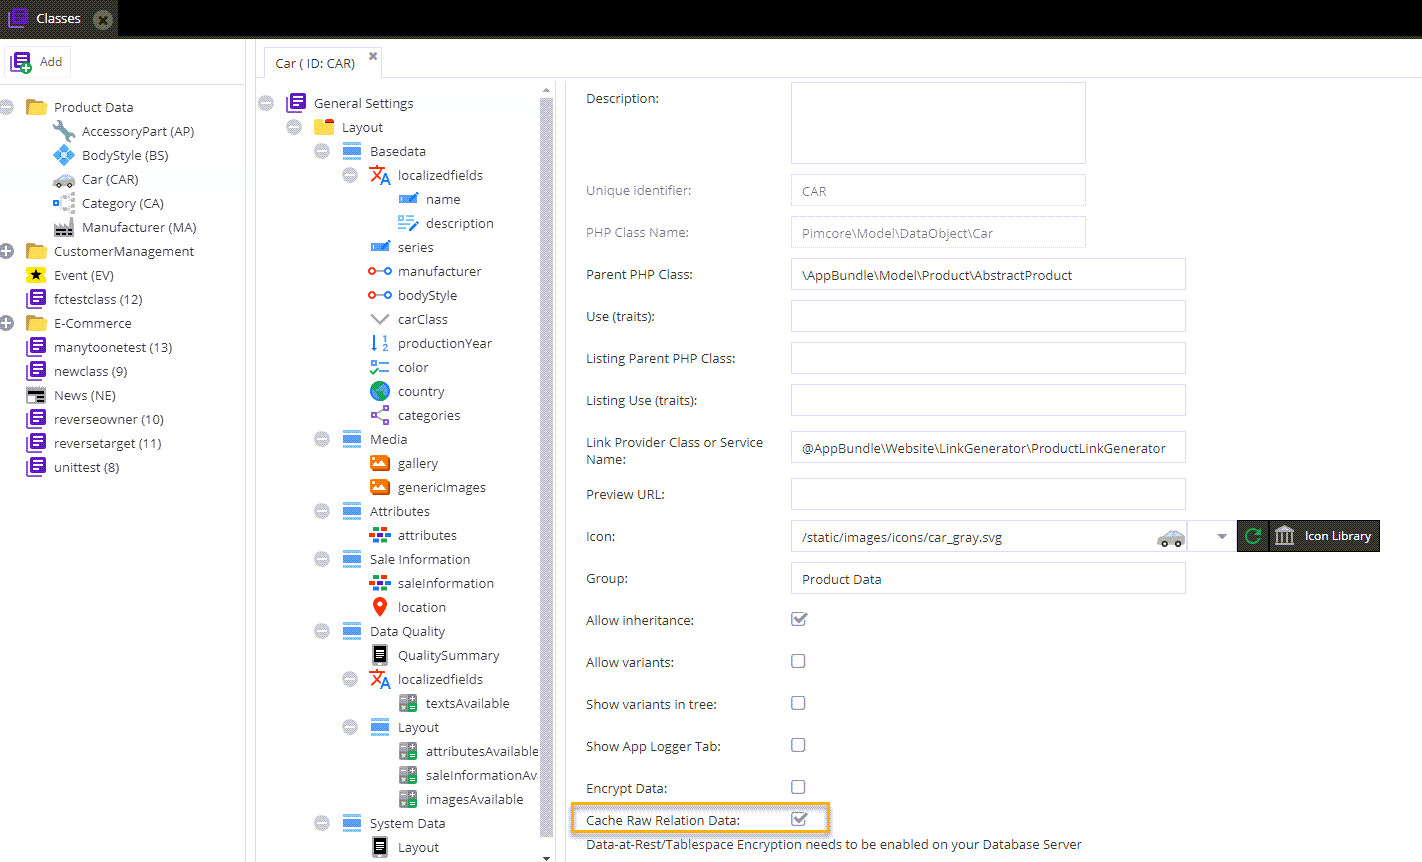 Classes
Add
Product Data
AccessoryPart (AP)
BodyStyle (BS)
Car (CAR)
Category (CA)
Manufacturer (MA)
CustomerManagement
Event (EV)
fctestclass (12)
E-Commerce
manytoonetest (13)
newclass (9)
News (NE)
reverseowner (10)
reversetarget (11)
unittest (8)
Car ( ID: CAR)
General Settings
Layout
Basedata
localizedfields
name
description
series
manufacturer
bodyStyle
carClass
productionYear
color
country
categories
Media
gallery
genericImages
Attributes
attributes
Sale Information
saleInformation
location
Data Quality
QualitySummary
localizedfields
textsAvailable
Layout
attributesAvailable
saleInformationAv
imagesAvailable
System Data
Layout
Description:
Unique identifier: CAR
PHP Class Name: Pimcore\Model\DataObject\Car
Parent PHP Class: \AppBundle\Model\Product\AbstractProduct
Use (traits):
Listing Parent PHP Class:
Listing Use (traits):
Link Provider Class or Service
Name: @AppBundle\Website\LinkGenerator\ProductLinkGenerator
Preview URL:
Icon: /static/images/icons/car_gray.svg Icon Library
Group: Product Data
Allow inheritance:
Allow variants:
Show variants in tree:
Show App Logger Tab:
Encrypt Data:
Cache Raw Relation Data:
Data-at-Rest/Tablespace Encryption needs to be enabled on your Database Server